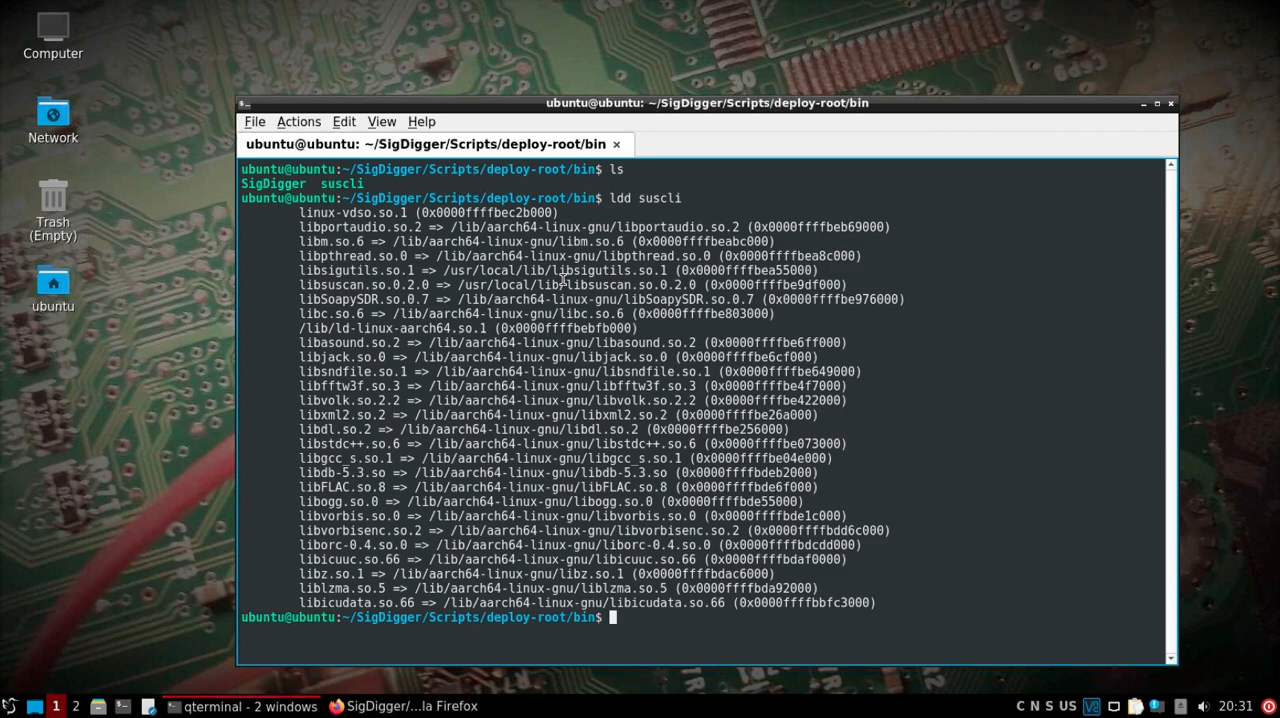 Computer
Network
Trash
(Empty)
ubuntu
ubuntu@ubuntu: ~/SigDigger/Scripts/deploy-root/bin
File Actions Edit View Help
ubuntu@ubuntu: ~/SigDigger/Scripts/deploy-root/bin ×
ubuntu@ubuntu:~/SigDigger/Scripts/deploy-root/bin$ ls
SigDigger  suscli
ubuntu@ubuntu:~/SigDigger/Scripts/deploy-root/bin$ ldd suscli
linux-vdso.so.1 (0x0000ffffbec2b000)
libportaudio.so.2 => /lib/aarch64-linux-gnu/libportaudio.so.2 (0x0000ffffbeb69000)
libm.so.6 => /lib/aarch64-linux-gnu/libm.so.6 (0x0000ffffbeabc000)
libpthread.so.0 => /lib/aarch64-linux-gnu/libpthread.so.0 (0x0000ffffbea8c000)
libsigutils.so.1 => /usr/local/lib/libsigutils.so.1 (0x0000ffffbea55000)
libsuscan.so.0.2.0 => /usr/local/lib/libsuscan.so.0.2.0 (0x0000ffffbe9df000)
libSoapySDR.so.0.7 => /lib/aarch64-linux-gnu/libSoapySDR.so.0.7 (0x0000ffffbe976000)
libc.so.6 => /lib/aarch64-linux-gnu/libc.so.6 (0x0000ffffbe803000)
/lib/ld-linux-aarch64.so.1 (0x0000ffffbebfb000)
libasound.so.2 => /lib/aarch64-linux-gnu/libasound.so.2 (0x0000ffffbe6ff000)
libjack.so.0 => /lib/aarch64-linux-gnu/libjack.so.0 (0x0000ffffbe6cf000)
libsndfile.so.1 => /lib/aarch64-linux-gnu/libsndfile.so.1 (0x0000ffffbe649000)
libfftw3f.so.3 => /lib/aarch64-linux-gnu/libfftw3f.so.3 (0x0000ffffbe4f7000)
libvolk.so.2.2 => /lib/aarch64-linux-gnu/libvolk.so.2.2 (0x0000ffffbe422000)
libxml2.so.2 => /lib/aarch64-linux-gnu/libxml2.so.2 (0x0000ffffbe26a000)
libdl.so.2 => /lib/aarch64-linux-gnu/libdl.so.2 (0x0000ffffbe256000)
libstdc++.so.6 => /lib/aarch64-linux-gnu/libstdc++.so.6 (0x0000ffffbe073000)
libgcc_s.so.1 => /lib/aarch64-linux-gnu/libgcc_s.so.1 (0x0000ffffbe04e000)
libdb-5.3.so => /lib/aarch64-linux-gnu/libdb-5.3.so (0x0000ffffbdeb2000)
libFLAC.so.8 => /lib/aarch64-linux-gnu/libFLAC.so.8 (0x0000ffffbde6f000)
libogg.so.0 => /lib/aarch64-linux-gnu/libogg.so.0 (0x0000ffffbde55000)
libvorbis.so.0 => /lib/aarch64-linux-gnu/libvorbis.so.0 (0x0000ffffbde1c000)
libvorbisenc.so.2 => /lib/aarch64-linux-gnu/libvorbisenc.so.2 (0x0000ffffbdd6c000)
liborc-0.4.so.0 => /lib/aarch64-linux-gnu/liborc-0.4.so.0 (0x0000ffffbdcdd000)
libicuuc.so.66 => /lib/aarch64-linux-gnu/libicuuc.so.66 (0x0000ffffbdaf0000)
libz.so.1 => /lib/aarch64-linux-gnu/libz.so.1 (0x0000ffffbdac6000)
liblzma.so.5 => /lib/aarch64-linux-gnu/liblzma.so.5 (0x0000ffffbda92000)
libicudata.so.66 => /lib/aarch64-linux-gnu/libicudata.so.66 (0x0000ffffbbfc3000)
ubuntu@ubuntu:~/SigDigger/Scripts/deploy-root/bin$
1 2 qterminal - 2 windows SigDigger/...la Firefox C N S US 20:31